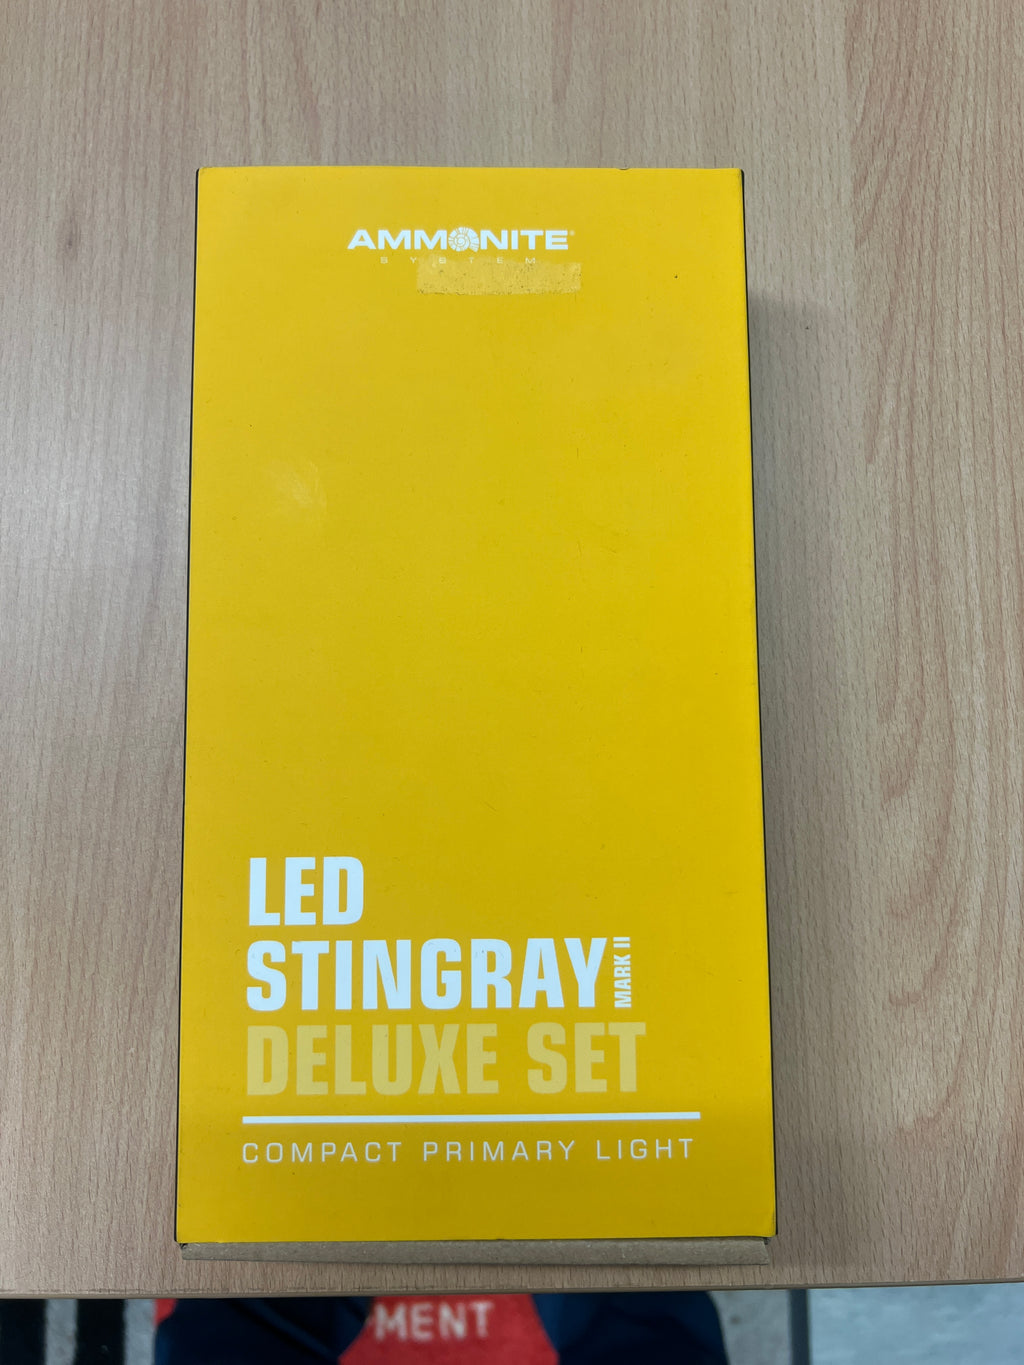 AMMONITE®
SYSTEM
LED
STINGRAY MARK II
DELUXE SET
COMPACT PRIMARY LIGHT
MENT